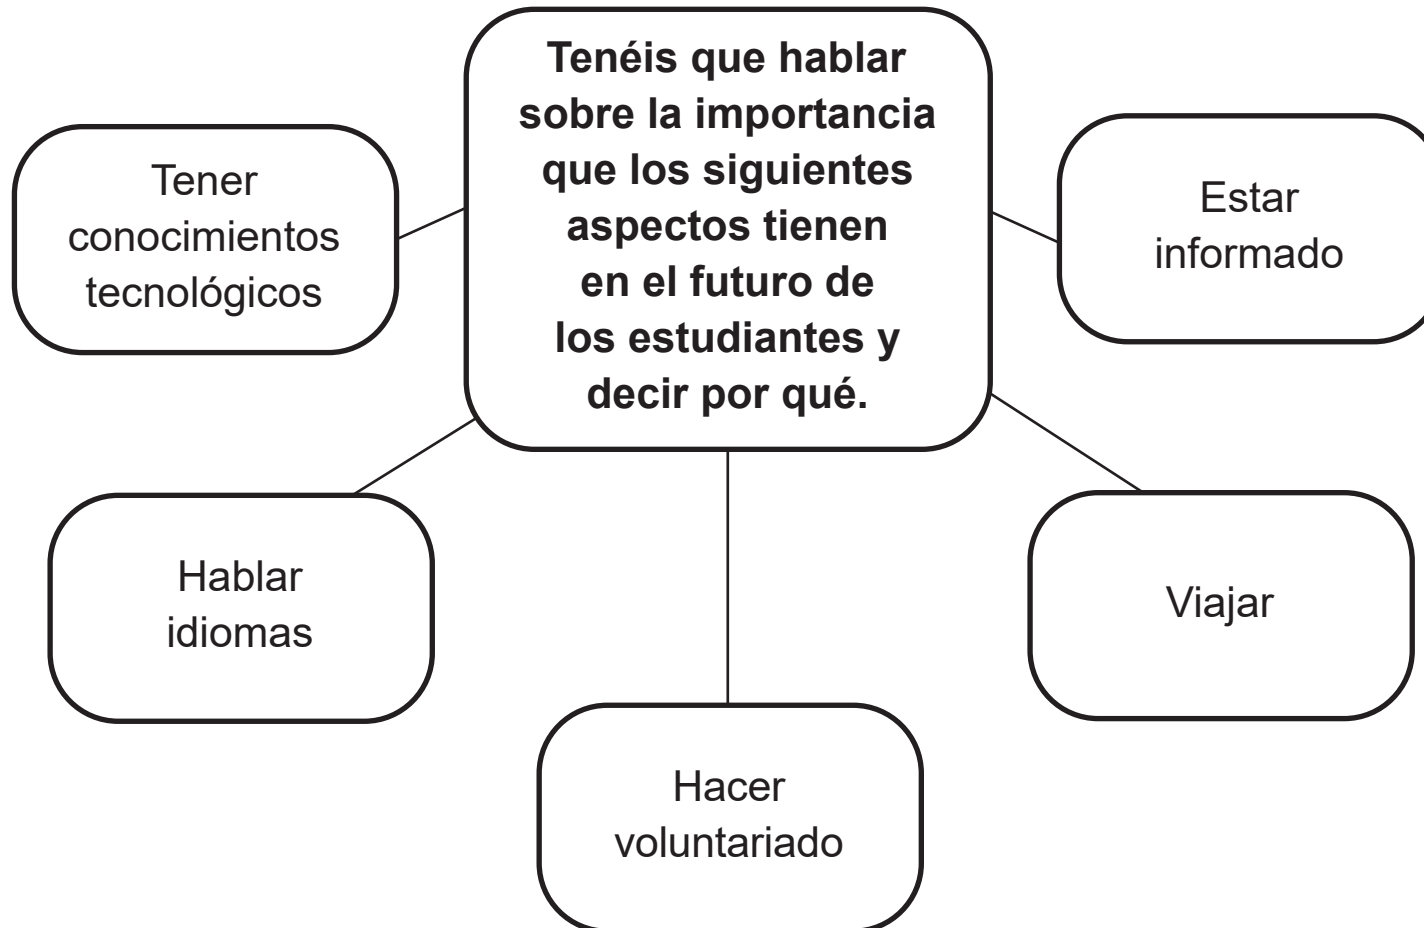 Tenéis que hablar
sobre la importancia
que los siguientes
aspectos tienen
en el futuro de
los estudiantes y
decir por qué.
Tener
conocimientos
tecnológicos
Estar
informado
Hablar
idiomas
Viajar
Hacer
voluntariado